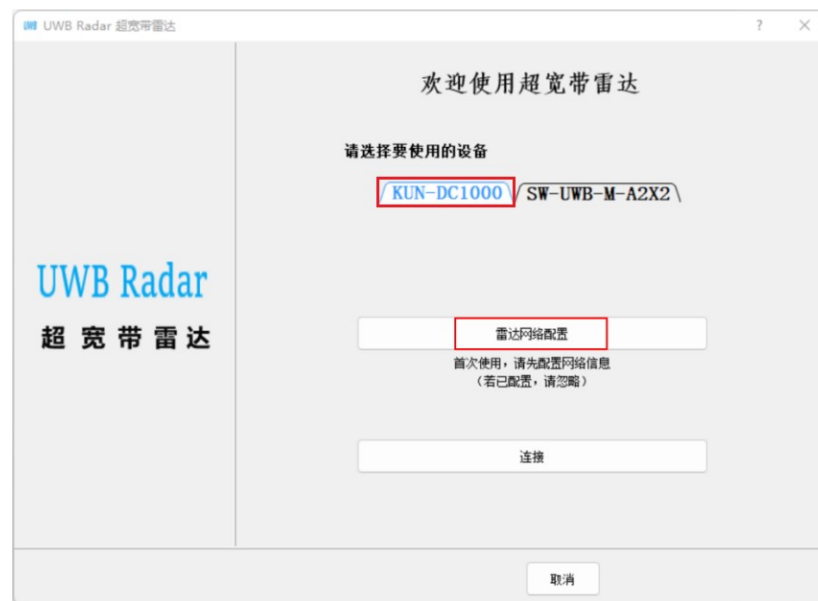 UWB UWB Radar 超宽带雷达
欢迎使用超宽带雷达
请选择要使用的设备
KUN-DC1000 SW-UWB-M-A2X2
UWB Radar
超宽带雷达
雷达网络配置
首次使用，请先配置网络信息
（若已配置，请忽略）
连接
取消